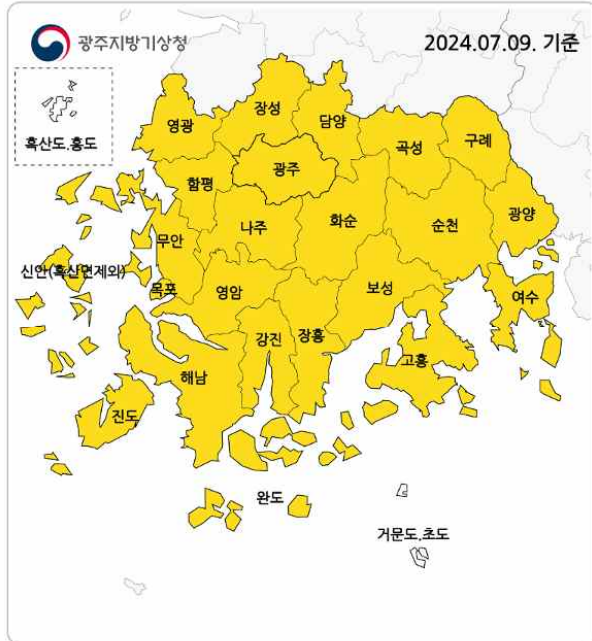 광주지방기상청
2024.07.09. 기준
흑산도.홍도
영광
장성
담양
곡성
구례
함평
광주
나주
화순
순천
광양
무안
신안(흑산면제외)
목포
영암
보성
여수
강진
장흥
해남
고흥
진도
완도
거문도.초도